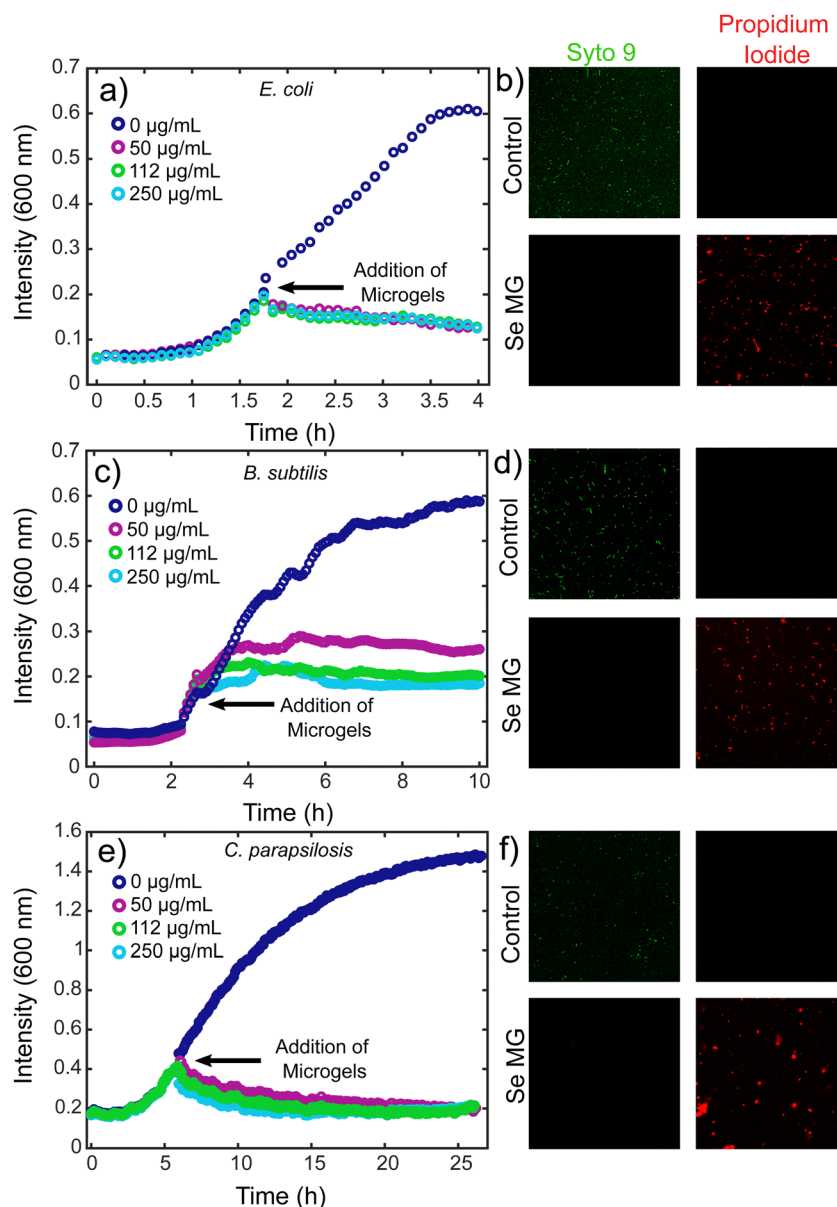 a)
E. coli
0 µg/mL
50 µg/mL
112 µg/mL
250 µg/mL
Addition of
Microgels
Intensity (600 nm)
0.7
0.6
0.5
0.4
0.3
0.2
0.1
0
0 0.5 1 1.5 2 2.5 3 3.5 4
Time (h)
b)
Syto 9
Propidium
Iodide
Control
Se MG
c)
B. subtilis
0 µg/mL
50 µg/mL
112 µg/mL
250 µg/mL
Addition of
Microgels
Intensity (600 nm)
0.7
0.6
0.5
0.4
0.3
0.2
0.1
0
0 2 4 6 8 10
Time (h)
d)
Control
Se MG
e)
C. parapsilosis
0 µg/mL
50 µg/mL
112 µg/mL
250 µg/mL
Addition of
Microgels
Intensity (600 nm)
1.6
1.4
1.2
1
0.8
0.6
0.4
0.2
0
0 5 10 15 20 25
Time (h)
f)
Control
Se MG